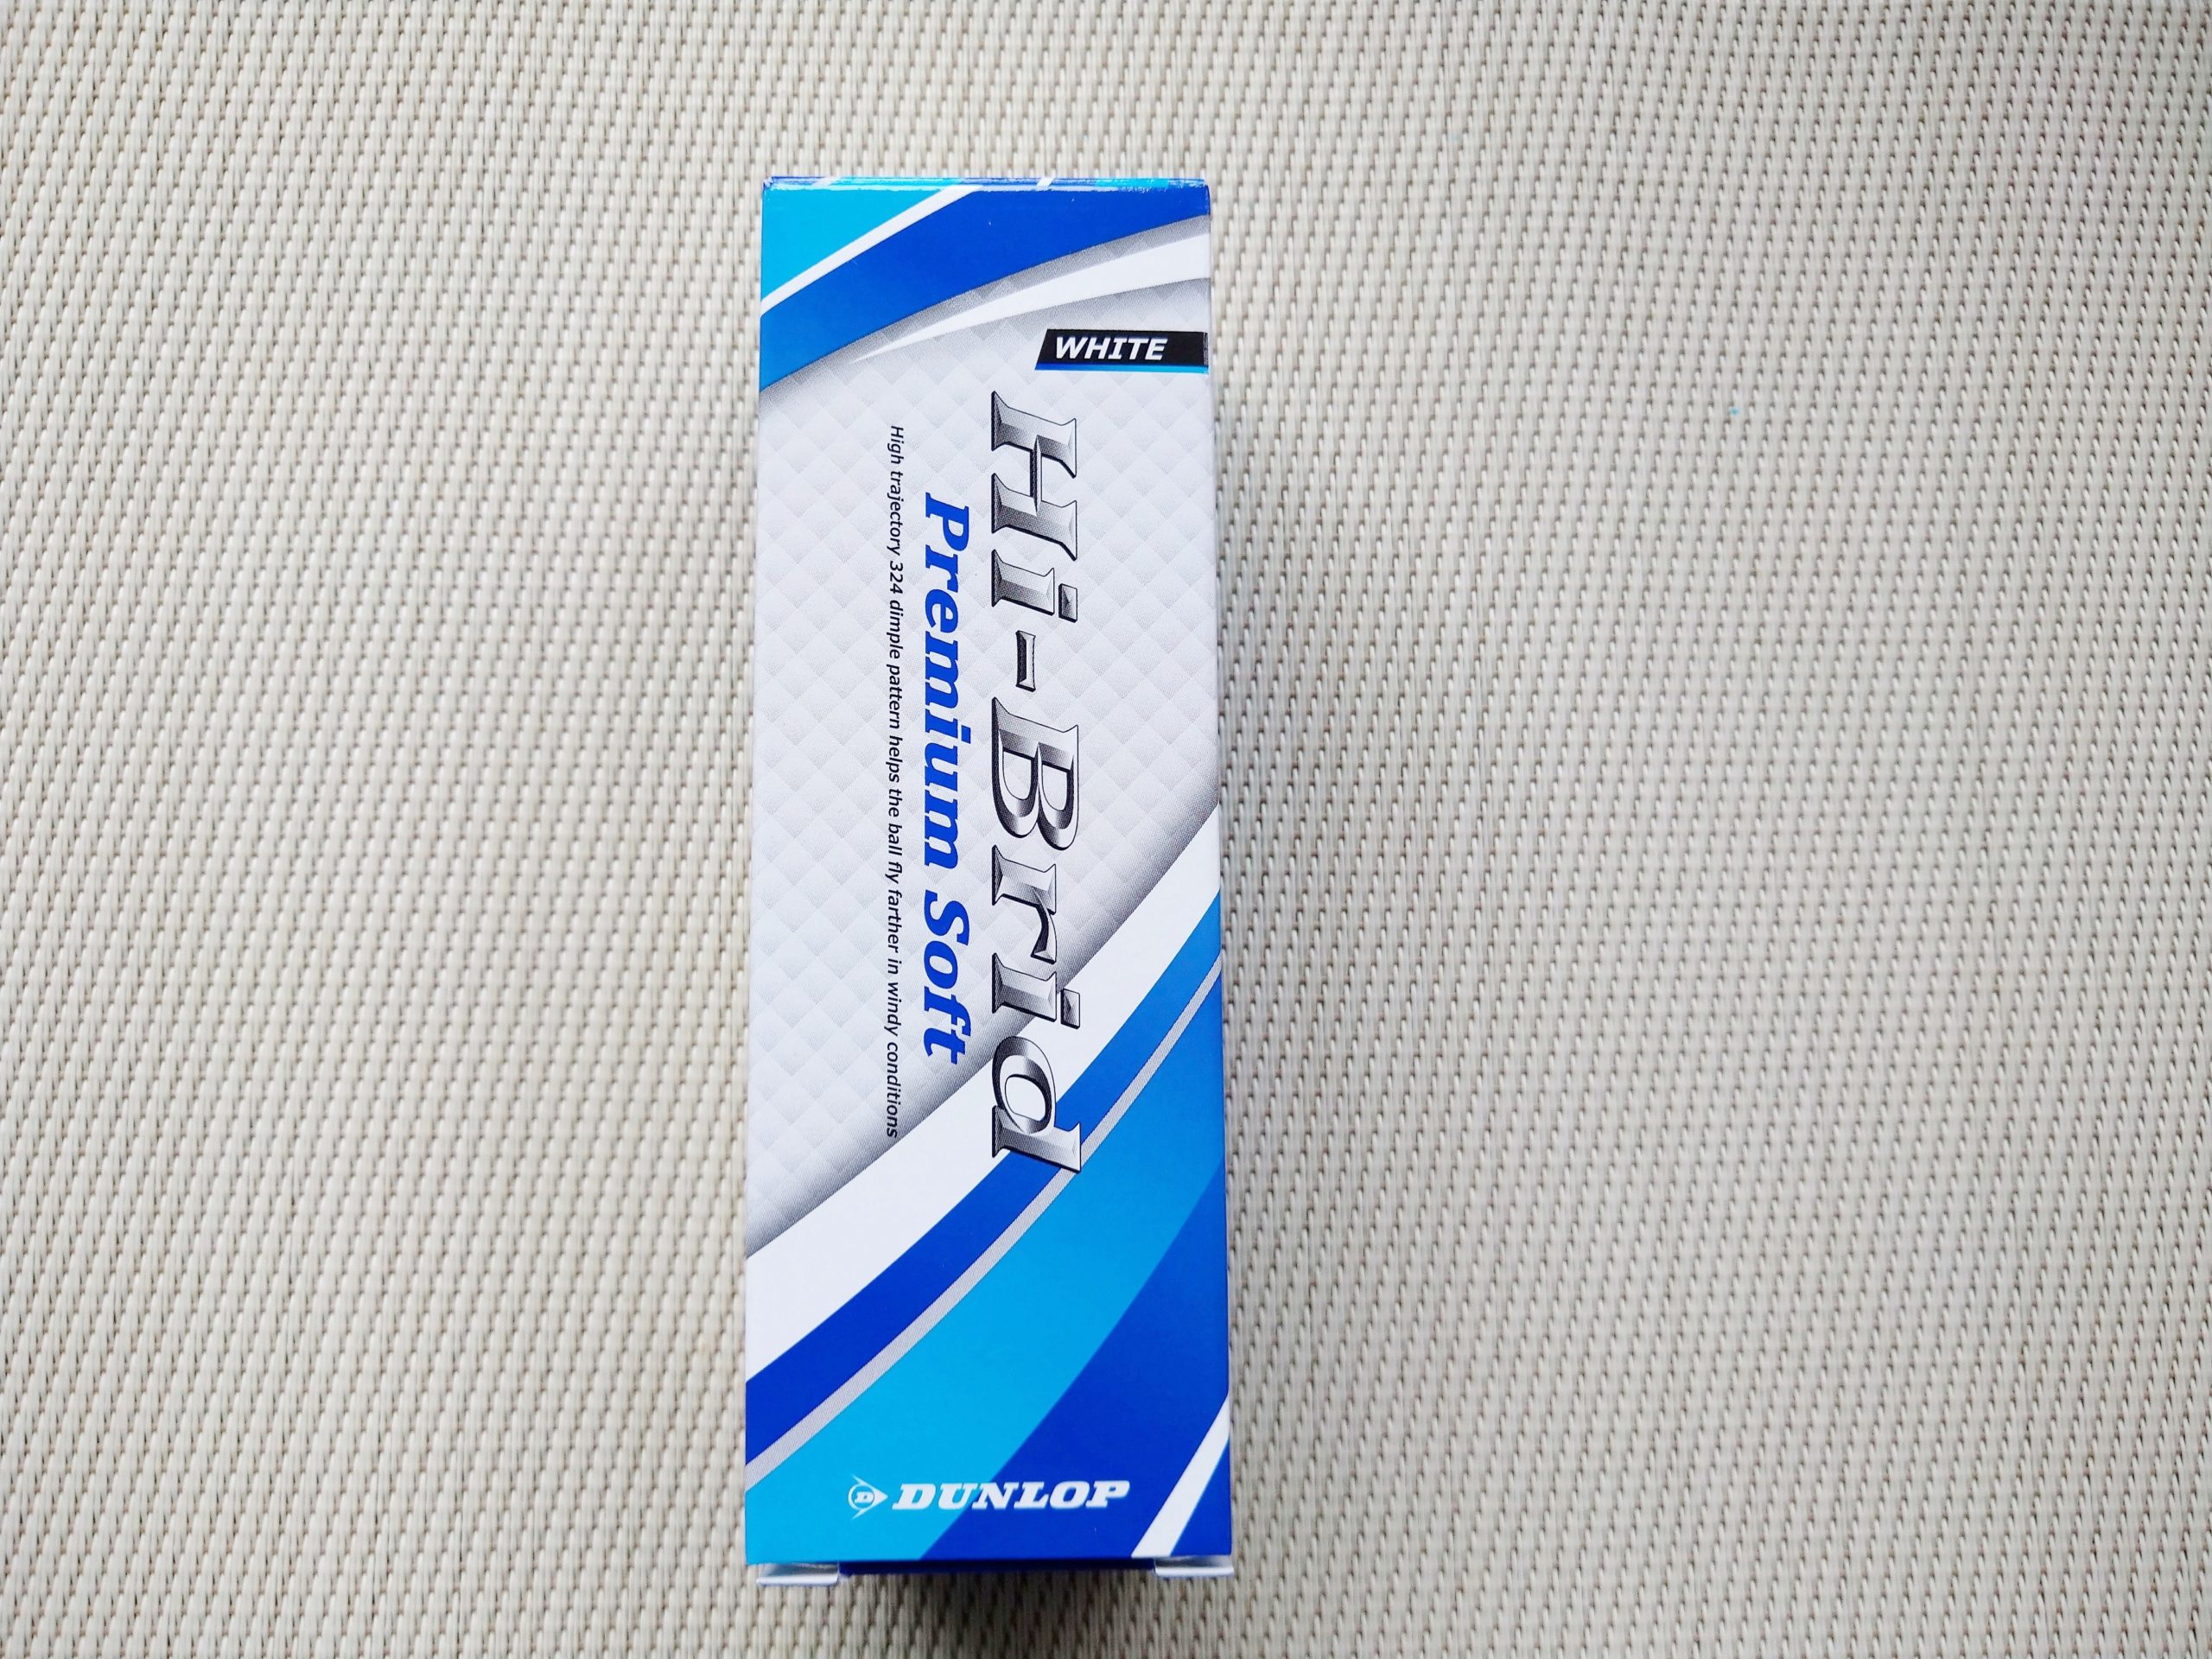 WHITE
Hi-Brid
Premium Soft
High trajectory 324 dimple pattern helps the ball fly farther in windy conditions
D DUNLOP